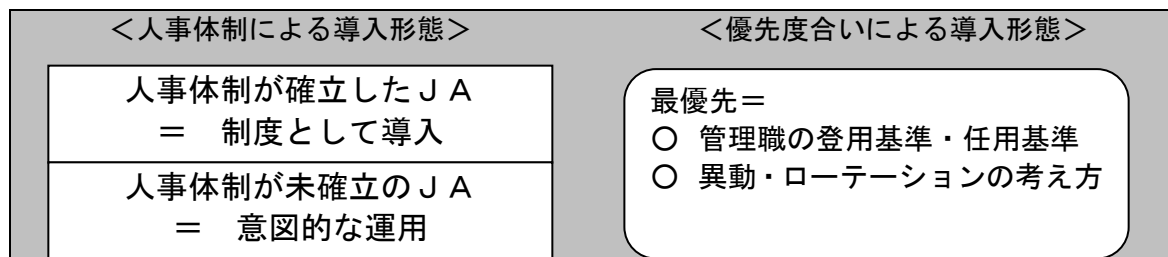 ＜人事体制による導入形態＞
人事体制が確立したＪＡ
＝　制度として導入
人事体制が未確立のＪＡ
＝　意図的な運用
＜優先度合いによる導入形態＞
最優先＝
○　管理職の登用基準・任用基準
○　異動・ローテーションの考え方